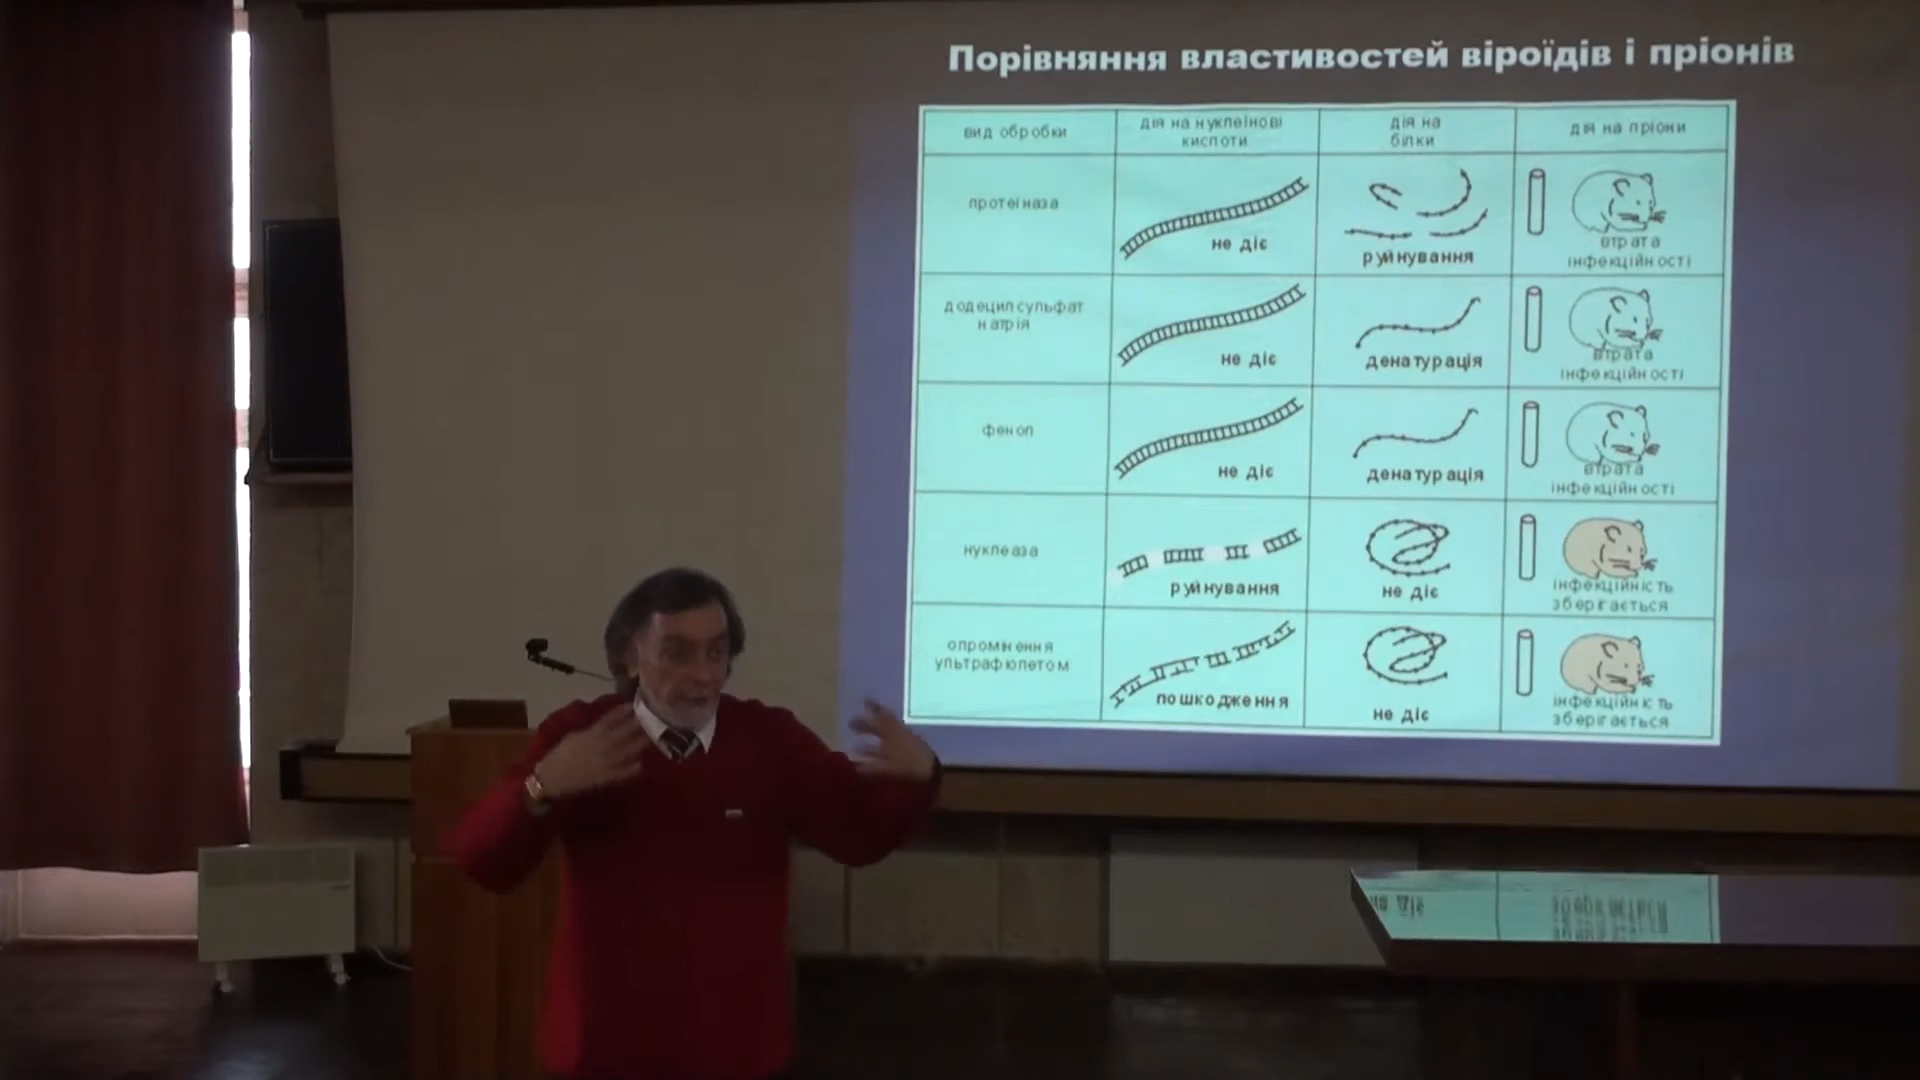 Порівняння властивостей віроїдів і пріонів
вид обробки
дія на нуклеїнові
кислоти
дія на
білки
дія на пріони
протеїназа
не діє
руйнування
втрата
інфекційності
додецил сульфат
натрія
не діє
денатурація
втрата
інфекційності
фенол
не діє
денатурація
втрата
інфекційності
нуклеаза
руйнування
не діє
інфекційність
зберігається
опромінення
ультрафіолетом
пошкодження
не діє
інфекційність
зберігається